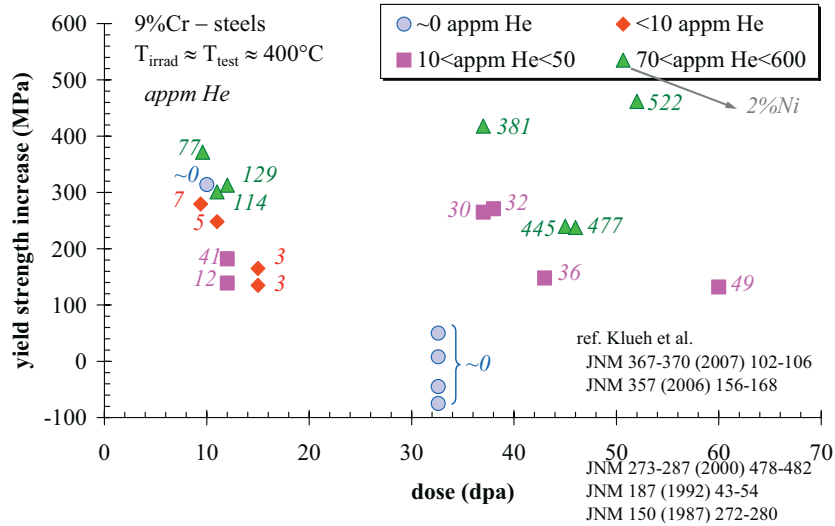 9%Cr – steels
T_irrad ≈ T_test ≈ 400°C
appm He
~0 appm He
<10 appm He
10<appm He<50
70<appm He<600
2%Ni
yield strength increase (MPa)
600
500
400
300
200
100
0
-100
77
~0
7
5
129
114
41
12
3
3
381
522
30
32
445
477
36
49
~0
ref. Klueh et al.
JNM 367-370 (2007) 102-106
JNM 357 (2006) 156-168
0
10
20
30
40
50
60
70
dose (dpa)
JNM 273-287 (2000) 478-482
JNM 187 (1992) 43-54
JNM 150 (1987) 272-280